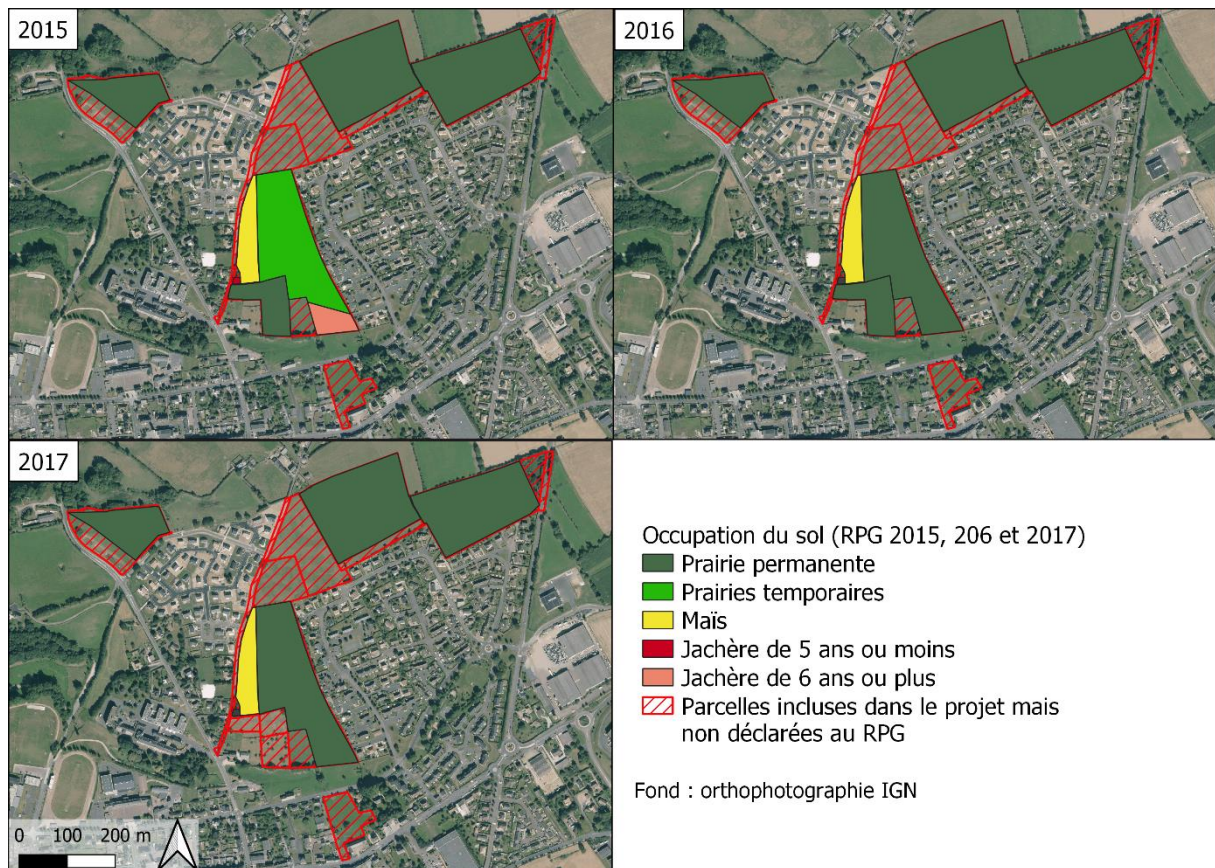 2015
2016
2017
Occupation du sol (RPG 2015, 206 et 2017)
Prairie permanente
Prairies temporaires
Maïs
Jachère de 5 ans ou moins
Jachère de 6 ans ou plus
Parcelles incluses dans le projet mais
non déclarées au RPG
Fond : orthophotographie IGN
0 100 200 m